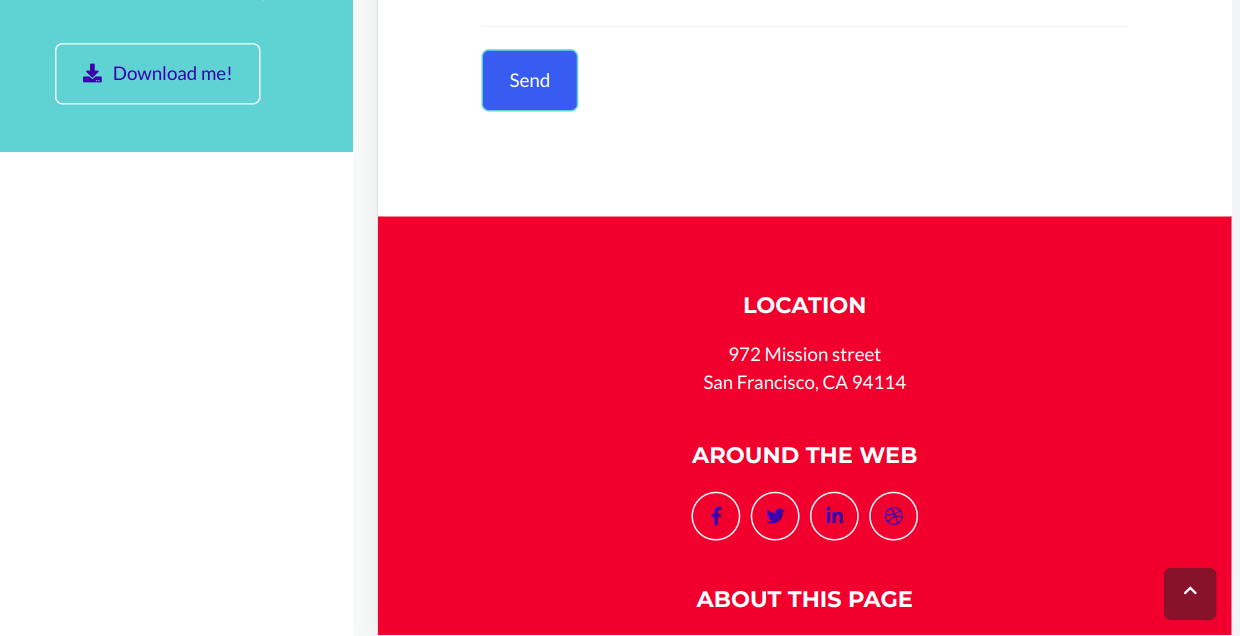 Download me!
Send
LOCATION
972 Mission street
San Francisco, CA 94114
AROUND THE WEB
ABOUT THIS PAGE